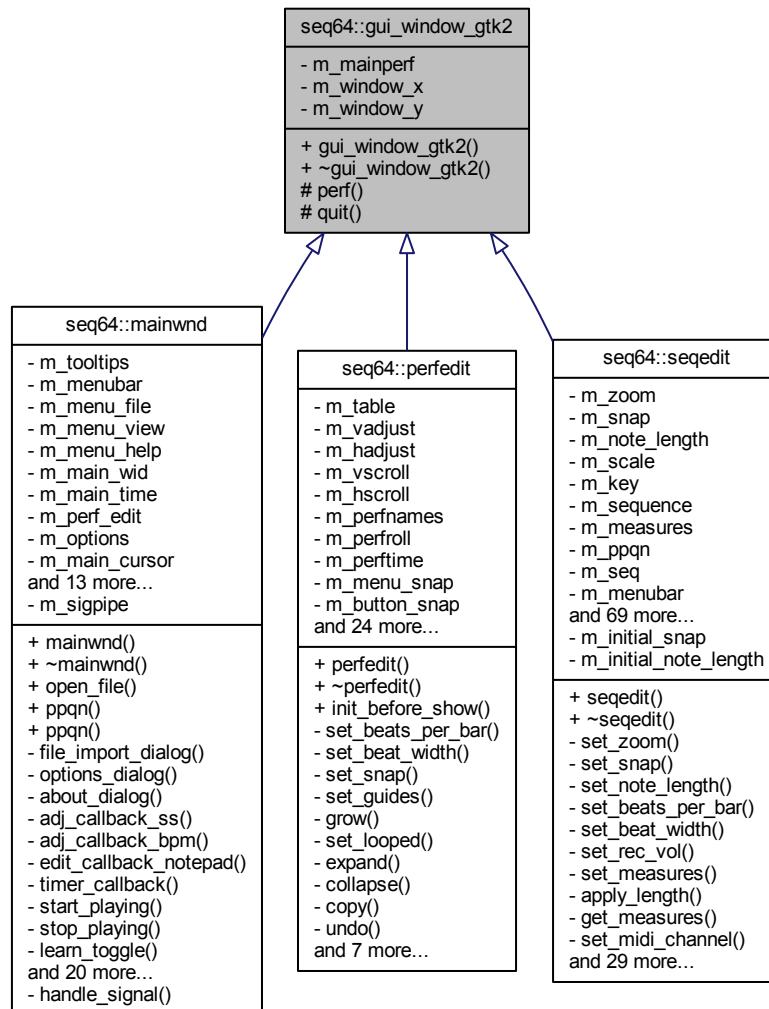 seq64::gui_window_gtk2
- m_mainperf
- m_window_x
- m_window_y
+ gui_window_gtk2()
+ ~gui_window_gtk2()
# perf()
# quit()
seq64::mainwnd
- m_tooltips
- m_menubar
- m_menu_file
- m_menu_view
- m_menu_help
- m_main_wid
- m_main_time
- m_perf_edit
- m_options
- m_main_cursor
and 13 more...
- m_sigpipe
+ mainwnd()
+ ~mainwnd()
+ open_file()
+ ppqn()
+ ppqn()
- file_import_dialog()
- options_dialog()
- about_dialog()
- adj_callback_ss()
- adj_callback_bpm()
- edit_callback_notepad()
- timer_callback()
- start_playing()
- stop_playing()
- learn_toggle()
and 20 more...
- handle_signal()
seq64::perfedit
- m_table
- m_vadjust
- m_hadjust
- m_vscroll
- m_hscroll
- m_perfnames
- m_perfroll
- m_perftime
- m_menu_snap
- m_button_snap
and 24 more...
+ perfedit()
+ ~perfedit()
+ init_before_show()
- set_beats_per_bar()
- set_beat_width()
- set_snap()
- set_guides()
- grow()
- set_looped()
- expand()
- collapse()
- copy()
- undo()
and 7 more...
seq64::seqedit
- m_zoom
- m_snap
- m_note_length
- m_scale
- m_key
- m_sequence
- m_measures
- m_ppqn
- m_seq
- m_menubar
and 69 more...
- m_initial_snap
- m_initial_note_length
+ seqedit()
+ ~seqedit()
- set_zoom()
- set_snap()
- set_note_length()
- set_beats_per_bar()
- set_beat_width()
- set_rec_vol()
- set_measures()
- apply_length()
- get_measures()
- set_midi_channel()
and 29 more...